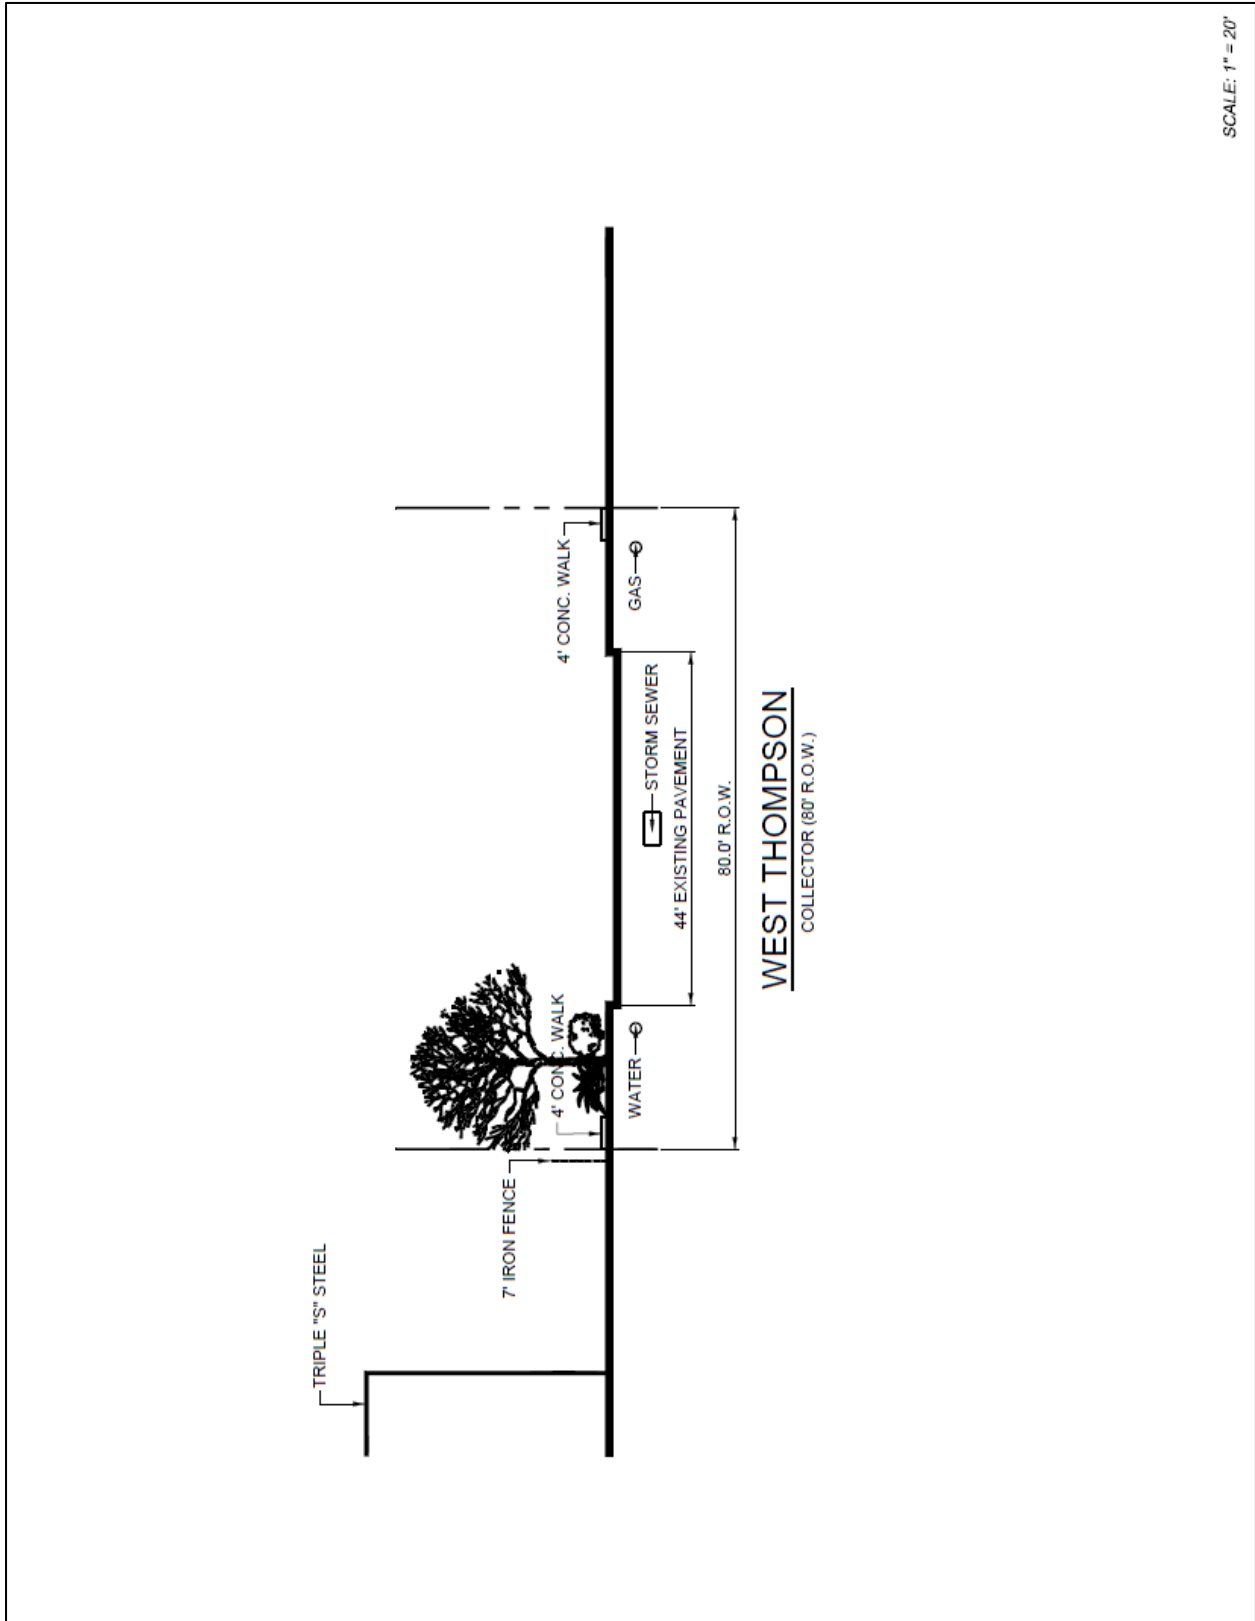 TRIPLE "S" STEEL
7' IRON FENCE
4' CONC. WALK
4' CONC. WALK
WATER
GAS
STORM SEWER
44' EXISTING PAVEMENT
80.0' R.O.W.
WEST THOMPSON
COLLECTOR (80' R.O.W.)
SCALE: 1" = 20'